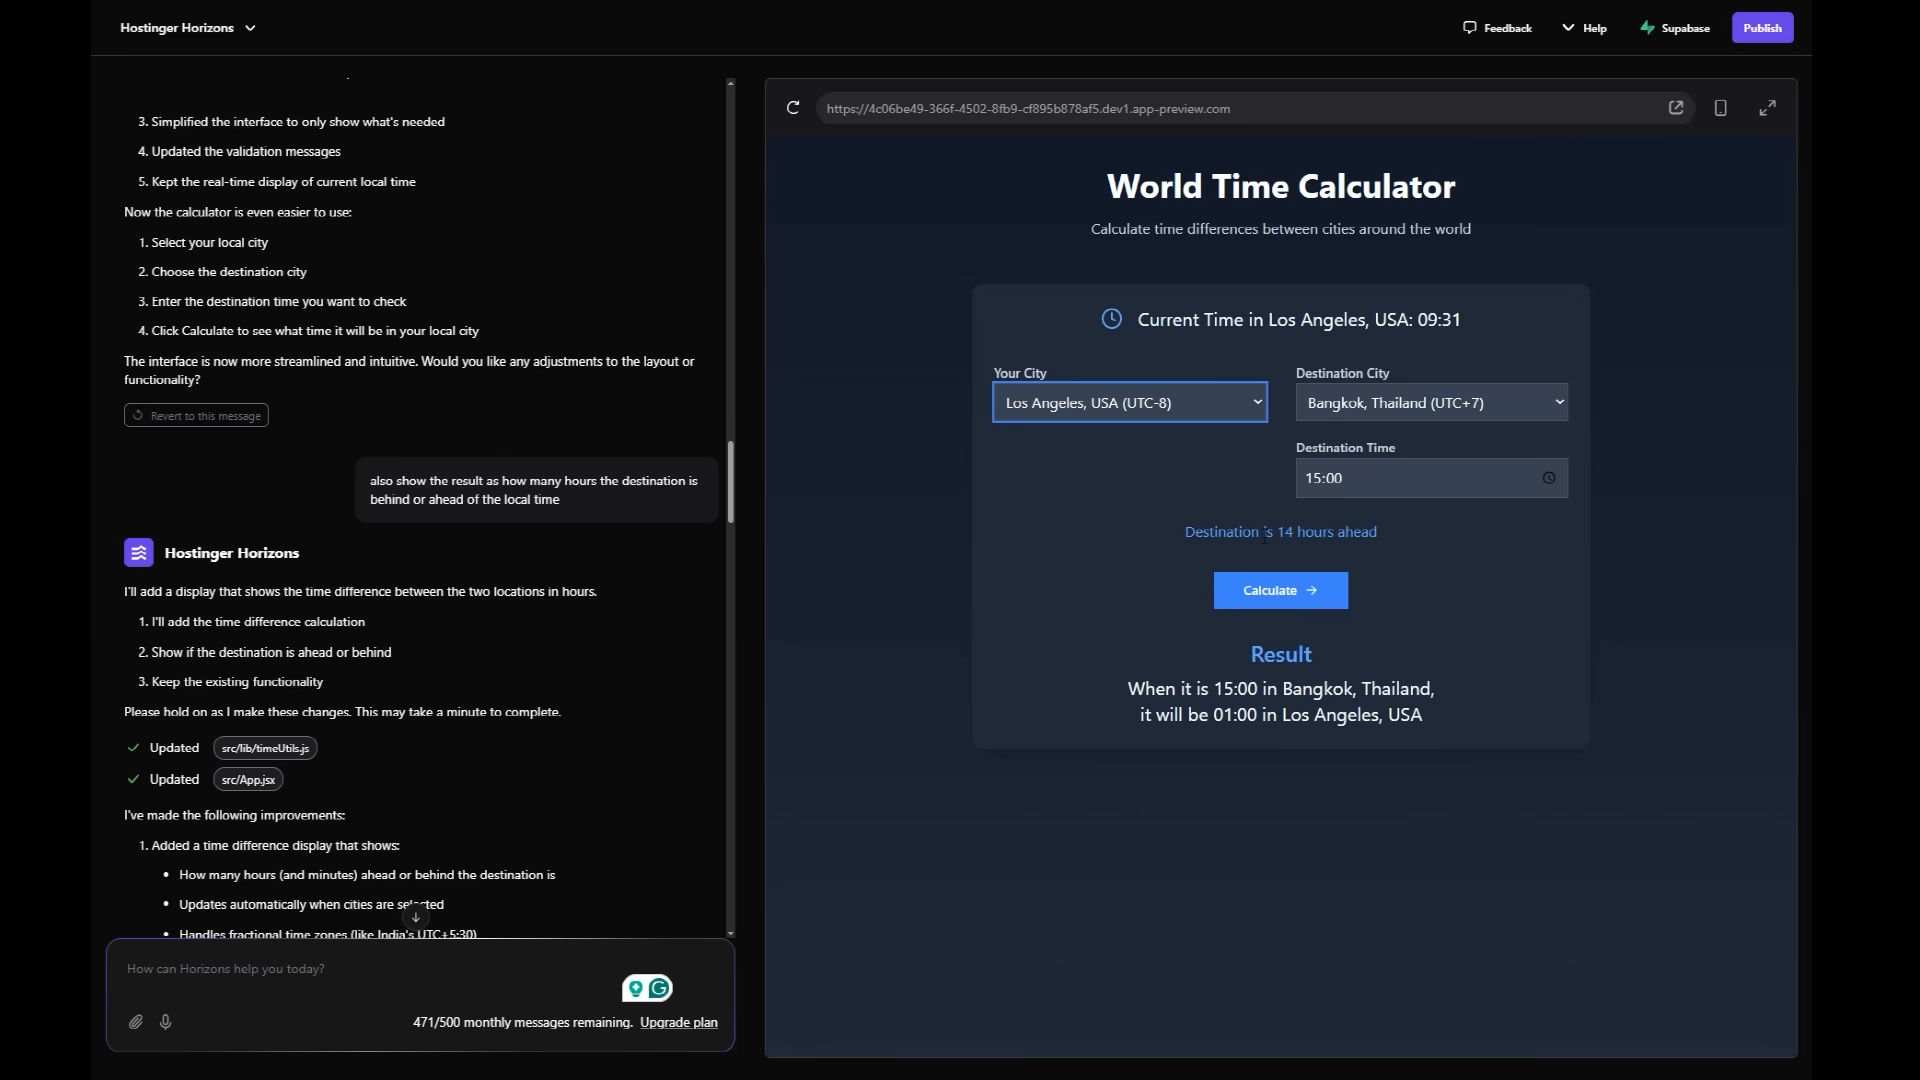 Hostinger Horizons
Feedback
Help
Supabase
Publish
3. Simplified the interface to only show what's needed
4. Updated the validation messages
5. Kept the real-time display of current local time
Now the calculator is even easier to use:
1. Select your local city
2. Choose the destination city
3. Enter the destination time you want to check
4. Click Calculate to see what time it will be in your local city
The interface is now more streamlined and intuitive. Would you like any adjustments to the layout or
functionality?
Revert to this message
also show the result as how many hours the destination is
behind or ahead of the local time
Hostinger Horizons
I'll add a display that shows the time difference between the two locations in hours.
1. I'll add the time difference calculation
2. Show if the destination is ahead or behind
3. Keep the existing functionality
Please hold on as I make these changes. This may take a minute to complete.
Updated src/lib/timeUtils.js
Updated src/App.jsx
I've made the following improvements:
1. Added a time difference display that shows:
• How many hours (and minutes) ahead or behind the destination is
• Updates automatically when cities are selected
• Handles fractional time zones (like India's UTC+5:30)
How can Horizons help you today?
471/500 monthly messages remaining. Upgrade plan
https://4c06be49-366f-4502-8fb9-cf895b878af5.dev1.app-preview.com
World Time Calculator
Calculate time differences between cities around the world
Current Time in Los Angeles, USA: 09:31
Your City
Los Angeles, USA (UTC-8)
Destination City
Bangkok, Thailand (UTC+7)
Destination Time
15:00
Destination is 14 hours ahead
Calculate →
Result
When it is 15:00 in Bangkok, Thailand,
it will be 01:00 in Los Angeles, USA